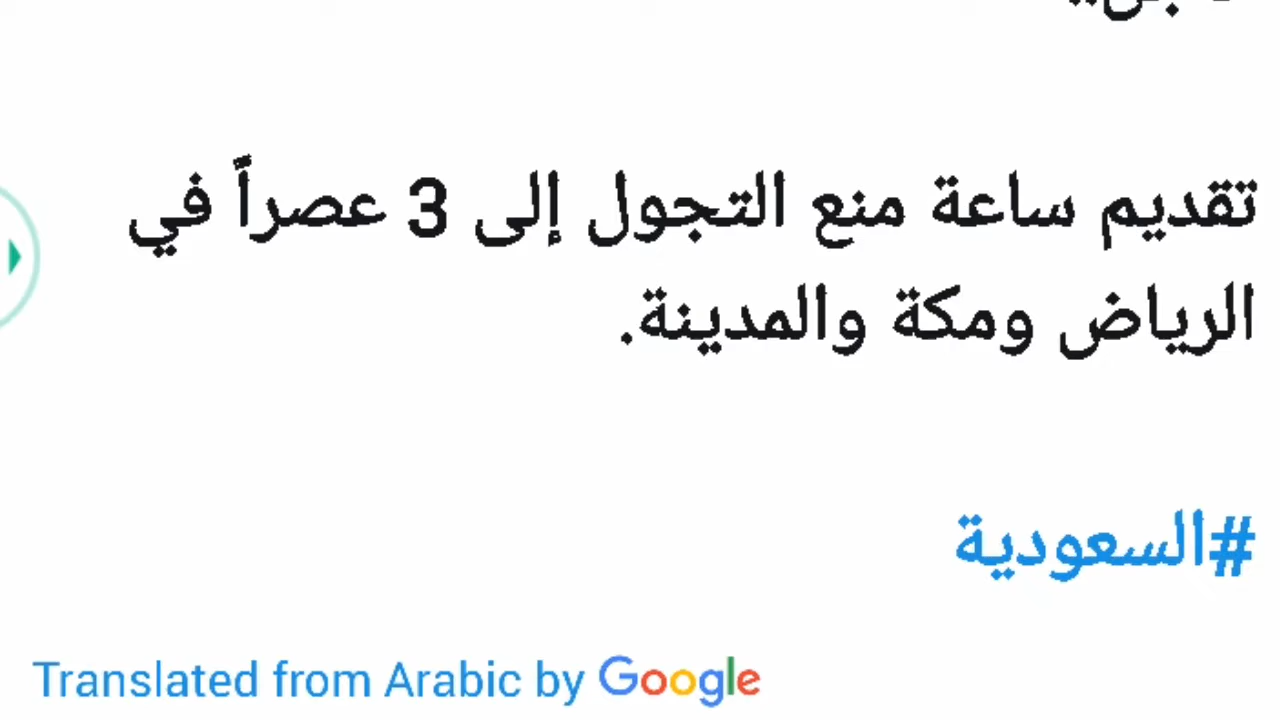 تقديم ساعة منع التجول إلى 3 عصراً في
الرياض ومكة والمدينة.
#السعودية
Translated from Arabic by Google